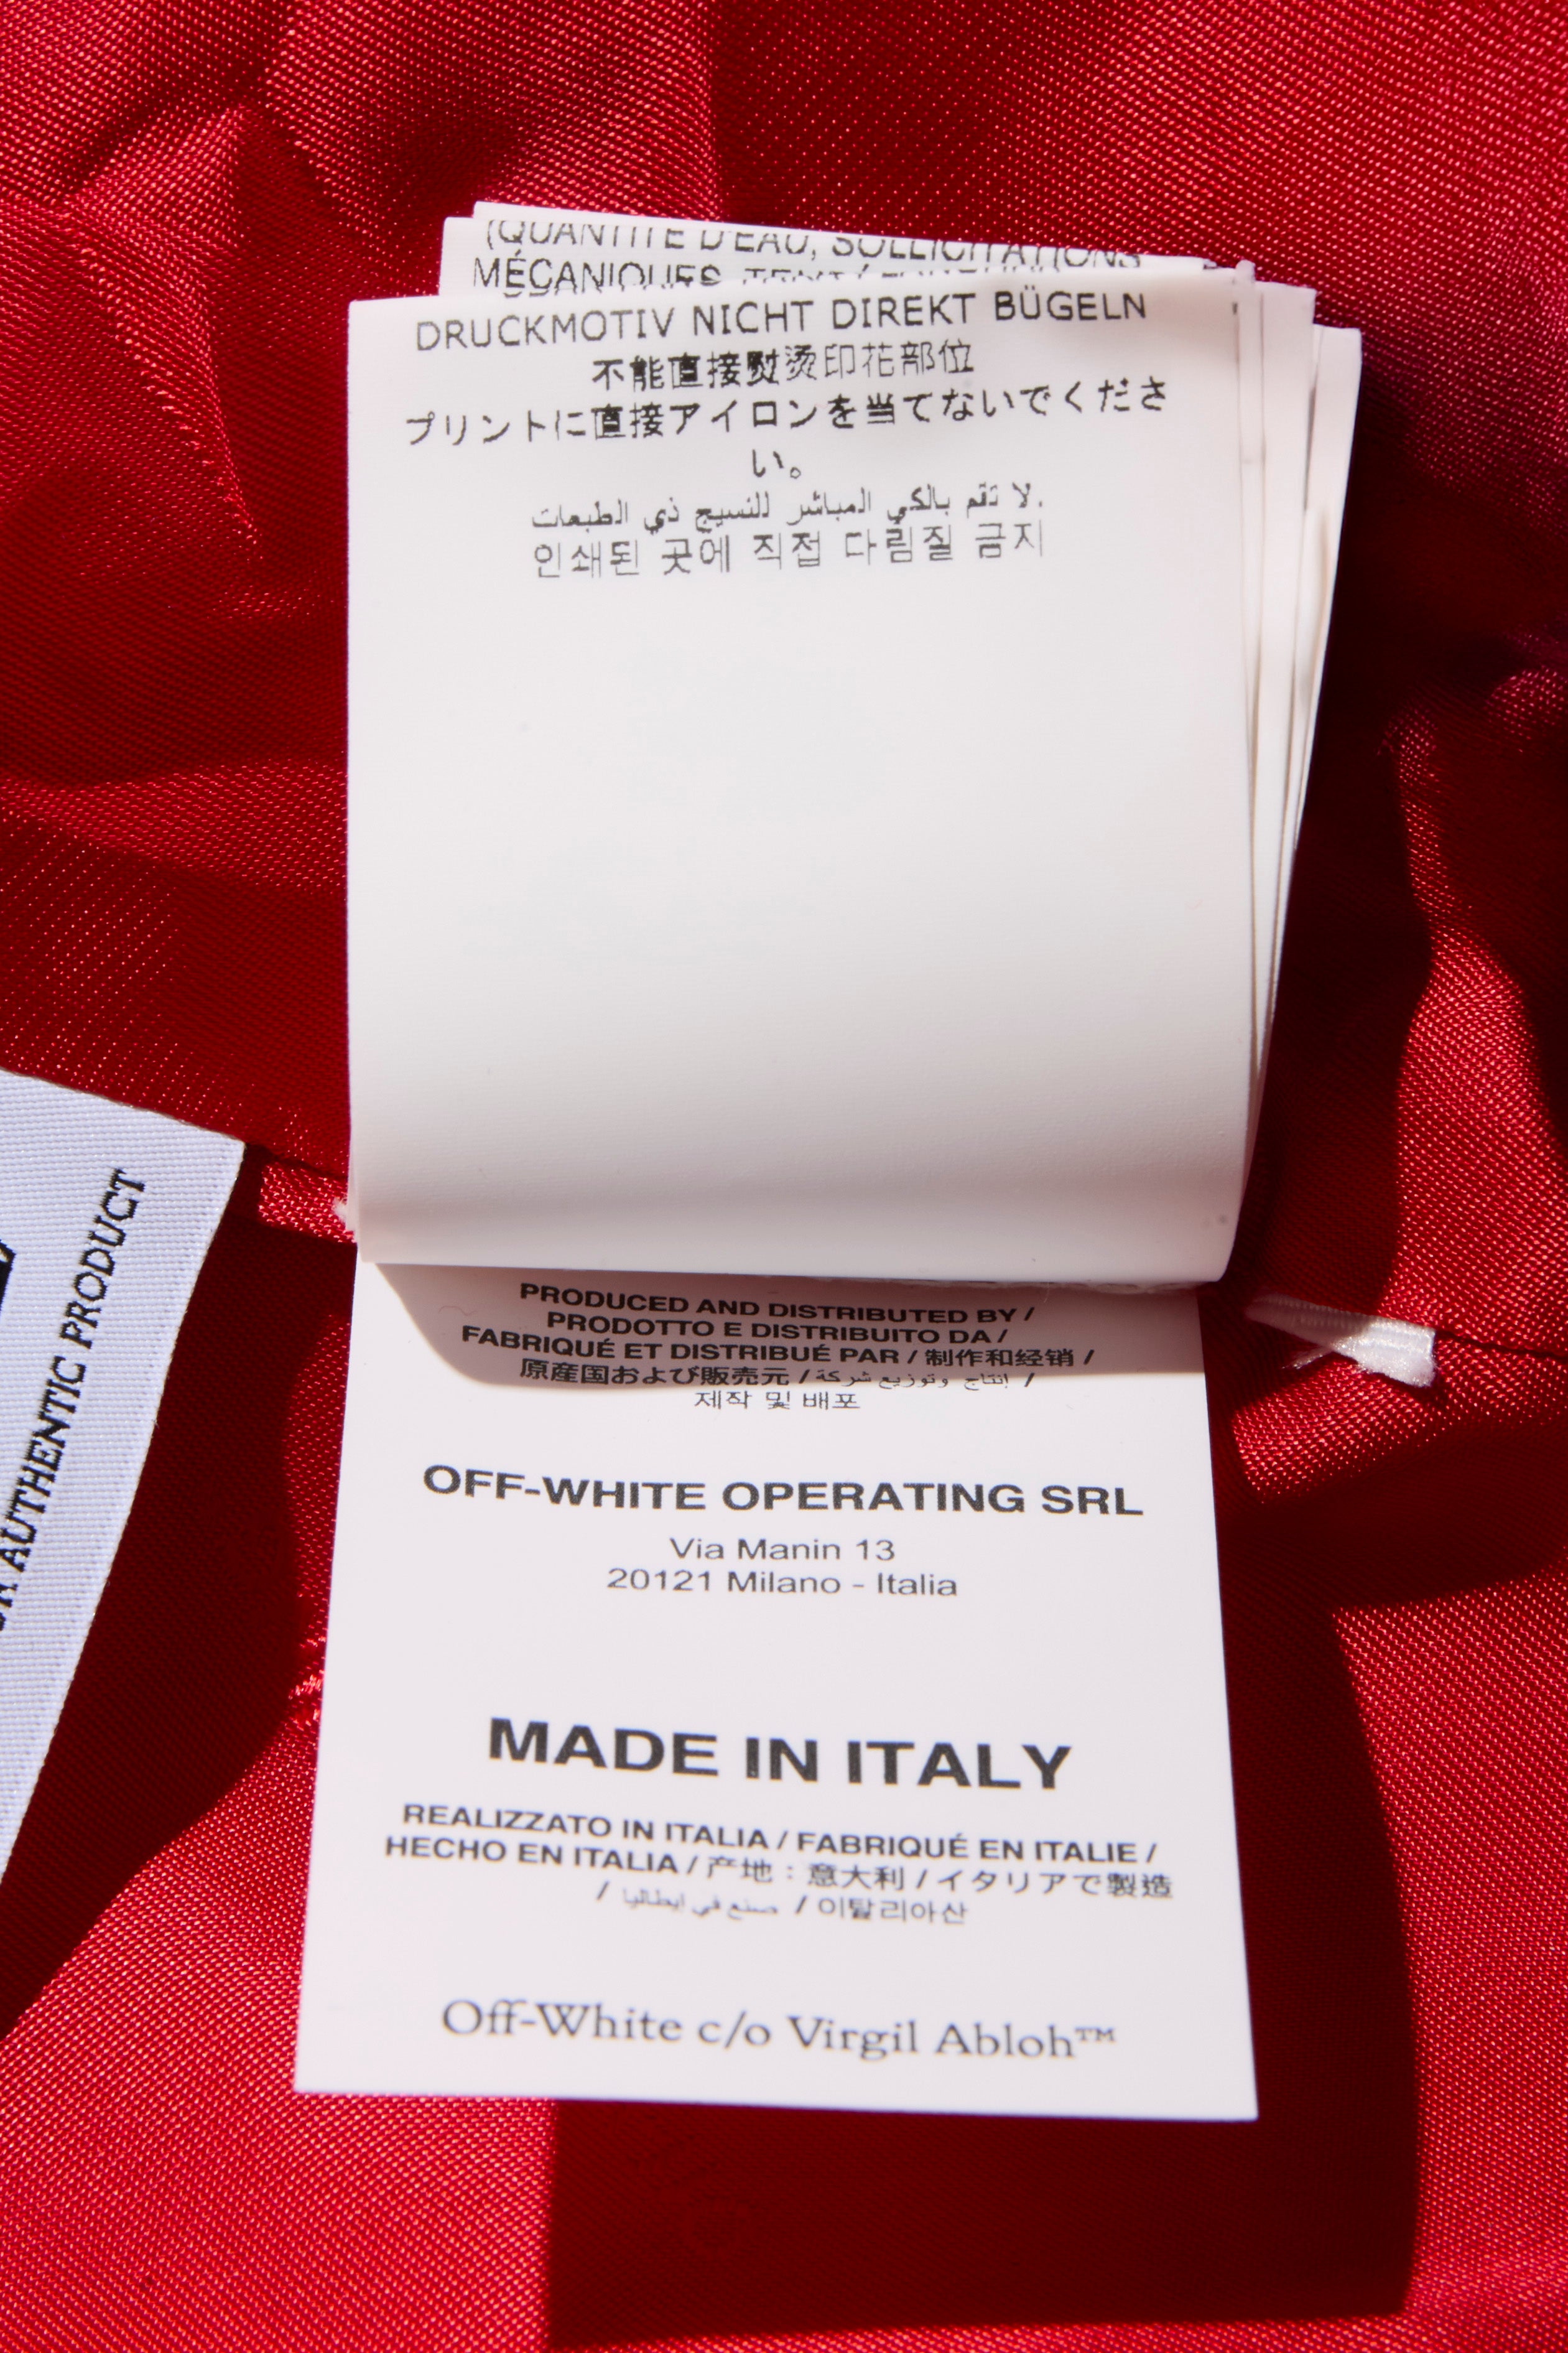 (QUANTITÉ D'EAU, SOLLICITATIONS
MÉCANIQUES,
DRUCKMOTIV NICHT DIREKT BÜGELN
不能直接熨烫印花部位
プリントに直接アイロンを当てないでくださ
い。
لا تقم بالكي المباشر للنسيج ذي الطبعات.
인쇄된 곳에 직접 다림질 금지
AUTHENTIC PRODUCT
PRODUCED AND DISTRIBUTED BY /
PRODOTTO E DISTRIBUITO DA /
FABRIQUÉ ET DISTRIBUÉ PAR / 制作和经销 /
原産国および販売元 / إنتاج وتوزيع شركة /
제작 및 배포
OFF-WHITE OPERATING SRL
Via Manin 13
20121 Milano - Italia
MADE IN ITALY
REALIZZATO IN ITALIA / FABRIQUÉ EN ITALIE /
HECHO EN ITALIA / 产地：意大利 / イタリアで製造
/ صنع في إيطاليا / 이탈리아산
Off-White c/o Virgil Abloh™